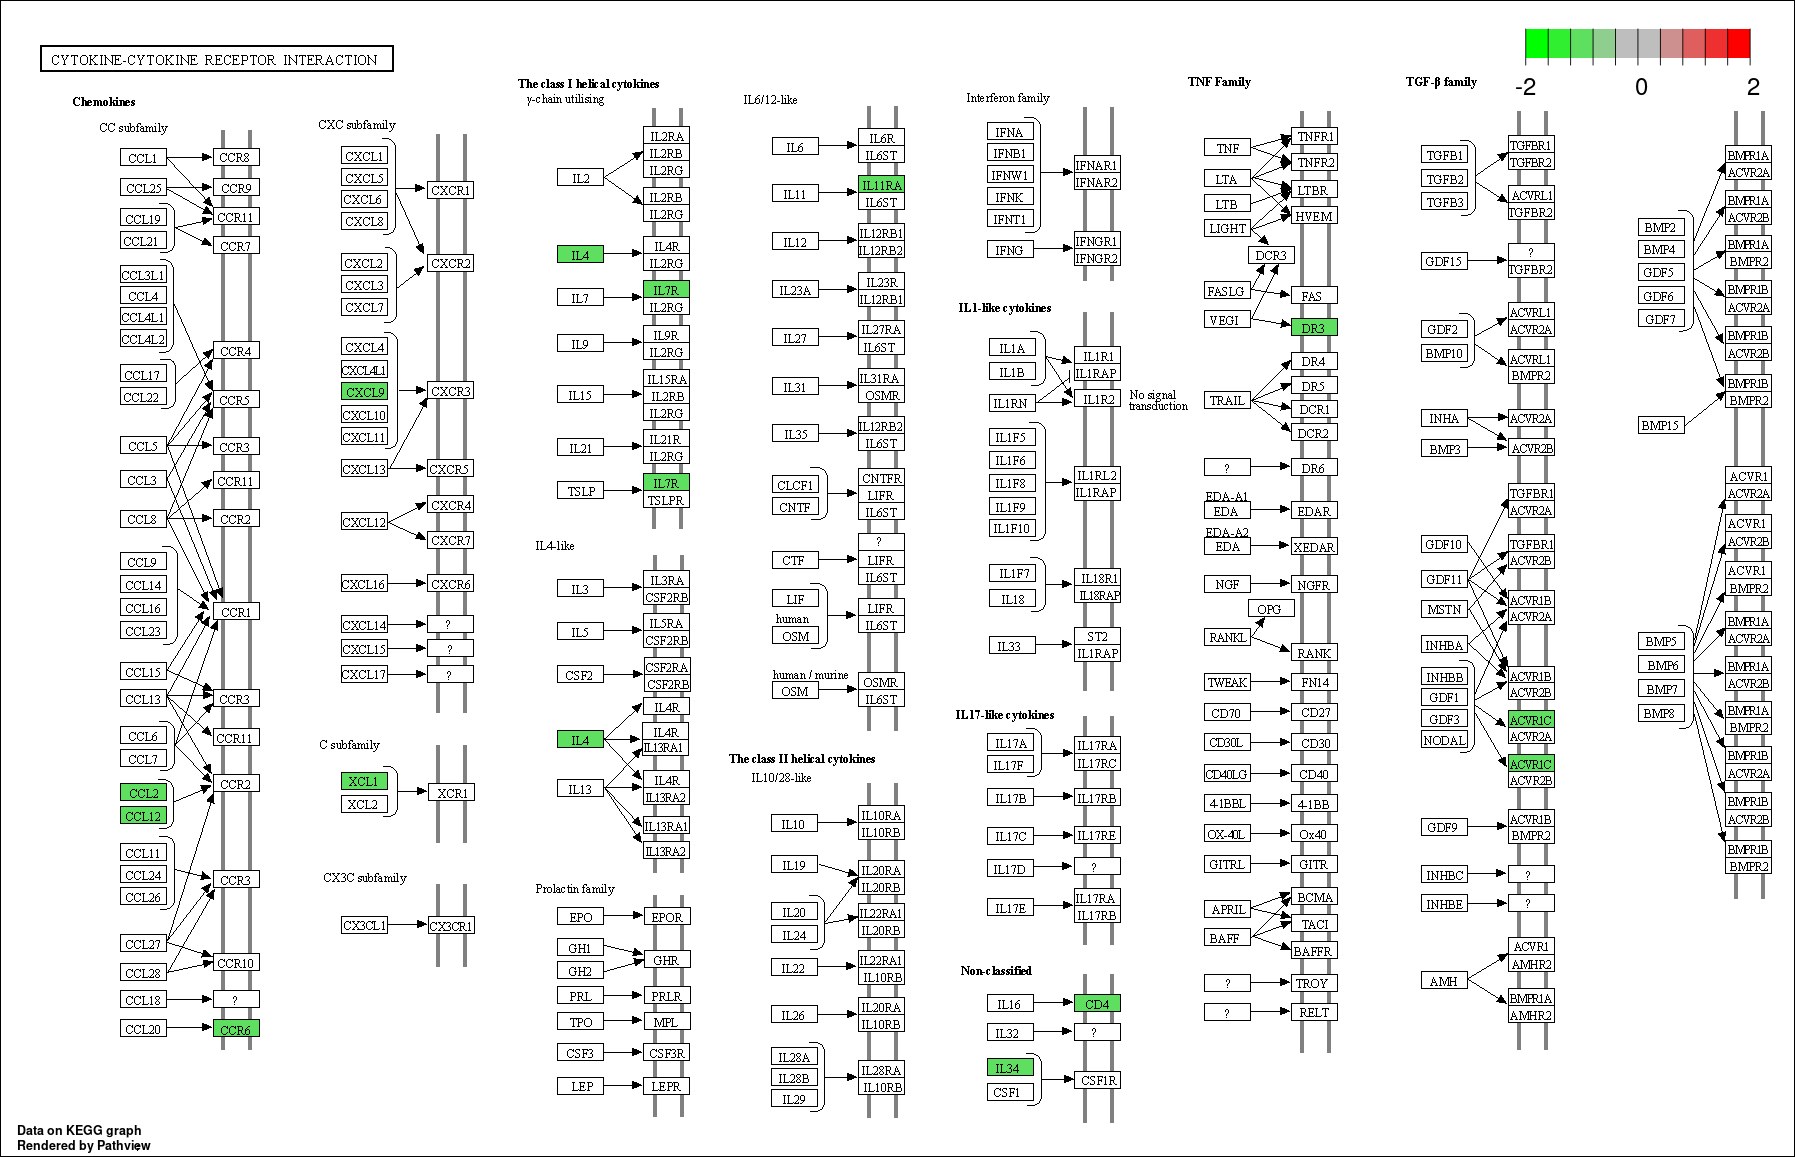 CYTOKINE-CYTOKINE RECEPTOR INTERACTION
-2 0 2
Chemokines
CC subfamily
CCL1 CCR8
CCL25 CCR9
CCR11
CCL19
CCL21 CCR7
CCL3L1
CCL4
CCL4L1
CCL4L2
CCR4
CCL17
CCL22 CCR5
CCL5 CCR3
CCL3 CCR11
CCL8 CCR2
CCL9
CCL14
CCL16 CCR1
CCL23
CCL15
CCL13 CCR3
CCL6 CCR11
CCL7
CCR2
CCL2
CCL12
CCL11
CCL24 CCR3
CCL26
CCL27
CCR10
CCL28
CCL18 ?
CCL20 CCR6
CXC subfamily
CXCL1
CXCL5
CXCR1
CXCL6
CXCL8
CXCL2 CXCR2
CXCL3
CXCL7
CXCL4
CXCL4L1
CXCL9 CXCR3
CXCL10
CXCL11
CXCL13 CXCR5
CXCR4
CXCL12
CXCR7
CXCL16 CXCR6
CXCL14 ?
CXCL15 ?
CXCL17 ?
C subfamily
XCL1
XCR1
XCL2
CX3C subfamily
CX3CL1 CX3CR1
The class I helical cytokines
γ-chain utilising
IL2RA
IL2RB
IL2RG
IL2
IL2RB
IL2RG
IL4R
IL4
IL2RG
IL7R
IL7
IL2RG
IL9R
IL9
IL2RG
IL15RA
IL15 IL2RB
IL2RG
IL21R
IL21
IL2RG
IL7R
TSLP
TSLPR
IL4-like
IL3RA
IL3
CSF2RB
IL5RA
IL5
CSF2RB
CSF2RA
CSF2
CSF2RB
IL4R
IL4R
IL4
IL13RA1
IL4R
IL13
IL13RA2
IL13RA1
IL13RA2
Prolactin family
EPO EPOR
GH1
GHR
GH2
PRL PRLR
TPO MPL
CSF3 CSF3R
LEP LEPR
IL6/12-like
IL6R
IL6
IL6ST
IL11RA
IL11
IL6ST
IL12RB1
IL12
IL12RB2
IL23R
IL23A
IL12RB1
IL27RA
IL27
IL6ST
IL31RA
IL31
OSMR
IL12RB2
IL35
IL6ST
CNTFR
CLCF1
LIFR
CNTF
IL6ST
?
CTF LIFR
IL6ST
LIF
LIFR
human
IL6ST
OSM
human / murine
OSMR
OSM
IL6ST
The class II helical cytokines
IL10/28-like
IL10RA
IL10
IL10RB
IL19 IL20RA
IL20RB
IL20 IL22RA1
IL20RB
IL24
IL22RA1
IL22
IL10RB
IL20RA
IL26
IL10RB
IL28A
IL28RA
IL28B
IL10RB
IL29
Interferon family
IFNA
IFNB1
IFNAR1
IFNW1
IFNAR2
IFNK
IFNT1
IFNGR1
IFNG
IFNGR2
IL1-like cytokines
IL1A IL1R1
IL1B IL1RAP
IL1RN IL1R2
No signal
transduction
IL1F5
IL1F6
IL1RL2
IL1F8
IL1RAP
IL1F9
IL1F10
IL1F7 IL18R1
IL18 IL18RAP
ST2
IL33
IL1RAP
IL17-like cytokines
IL17A IL17RA
IL17F IL17RC
IL17B IL17RB
IL17C IL17RE
IL17D ?
IL17RA
IL17E
IL17RB
Non-classified
IL16 CD4
IL32 ?
IL34
CSF1R
CSF1
TNF Family
TNFR1
TNF
TNFR2
LTA
LTBR
LTB
HVEM
LIGHT
DCR3
FASLG FAS
VEGI DR3
DR4
DR5
TRAIL
DCR1
DCR2
? DR6
EDA-A1
EDA EDAR
EDA-A2
EDA XEDAR
NGF NGFR
OPG
RANKL
RANK
TWEAK FN14
CD70 CD27
CD30L CD30
CD40LG CD40
4-1BBL 4-1BB
OX-40L Ox40
GITRL GITR
BCMA
APRIL
TACI
BAFF
BAFFR
? TROY
? RELT
TGF-β family
TGFBR1
TGFB1
TGFBR2
TGFB2
ACVRL1
TGFB3
TGFBR2
?
GDF15
TGFBR2
ACVRL1
GDF2
ACVR2A
BMP10 ACVRL1
BMPR2
INHA ACVR2A
BMP3 ACVR2B
TGFBR1
ACVR2A
GDF10 TGFBR1
ACVR2B
GDF11
ACVR1B
MSTN
ACVR2A
INHBA
INHBB ACVR1B
ACVR2B
GDF1
GDF3 ACVR1C
NODAL ACVR2A
ACVR1C
ACVR2B
ACVR1B
GDF9
BMPR2
INHBC ?
INHBE ?
ACVR1
AMHR2
AMH
BMPR1A
AMHR2
BMPR1A
ACVR2A
BMPR1A
ACVR2B
BMP2
BMPR1A
BMP4
BMPR2
GDF5
BMPR1B
GDF6
ACVR2A
GDF7
BMPR1B
ACVR2B
BMPR1B
BMPR2
BMP15
ACVR1
ACVR2A
ACVR1
ACVR2B
ACVR1
BMPR2
BMPR1A
BMP5
ACVR2A
BMP6 BMPR1A
ACVR2B
BMP7
BMPR1A
BMP8
BMPR2
BMPR1B
ACVR2A
BMPR1B
ACVR2B
BMPR1B
BMPR2
Data on KEGG graph
Rendered by Pathview